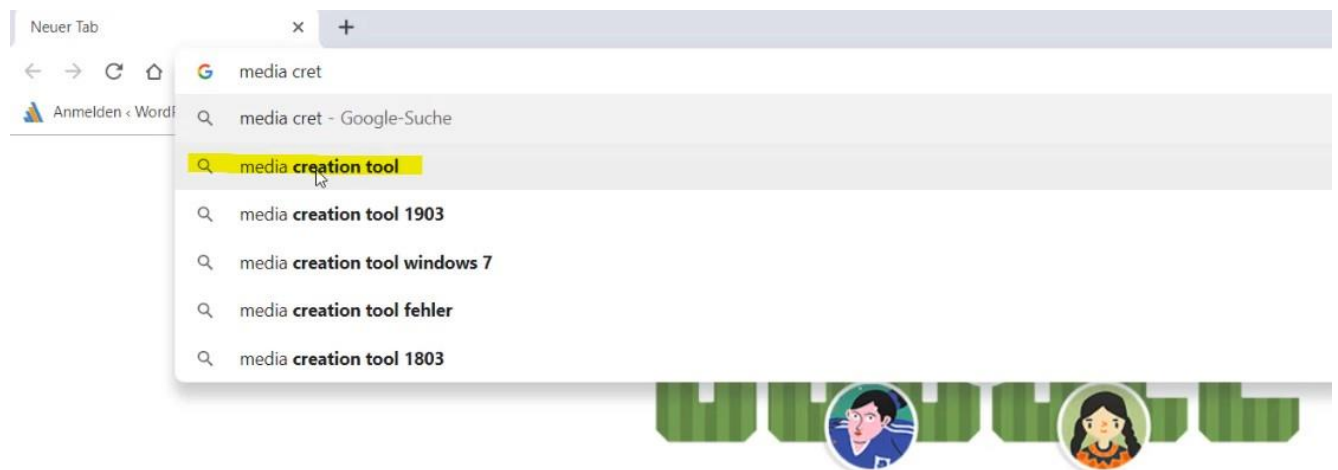 Neuer Tab
media cret
Anmelden ‹ WordP
media cret - Google-Suche
media creation tool
media creation tool 1903
media creation tool windows 7
media creation tool fehler
media creation tool 1803